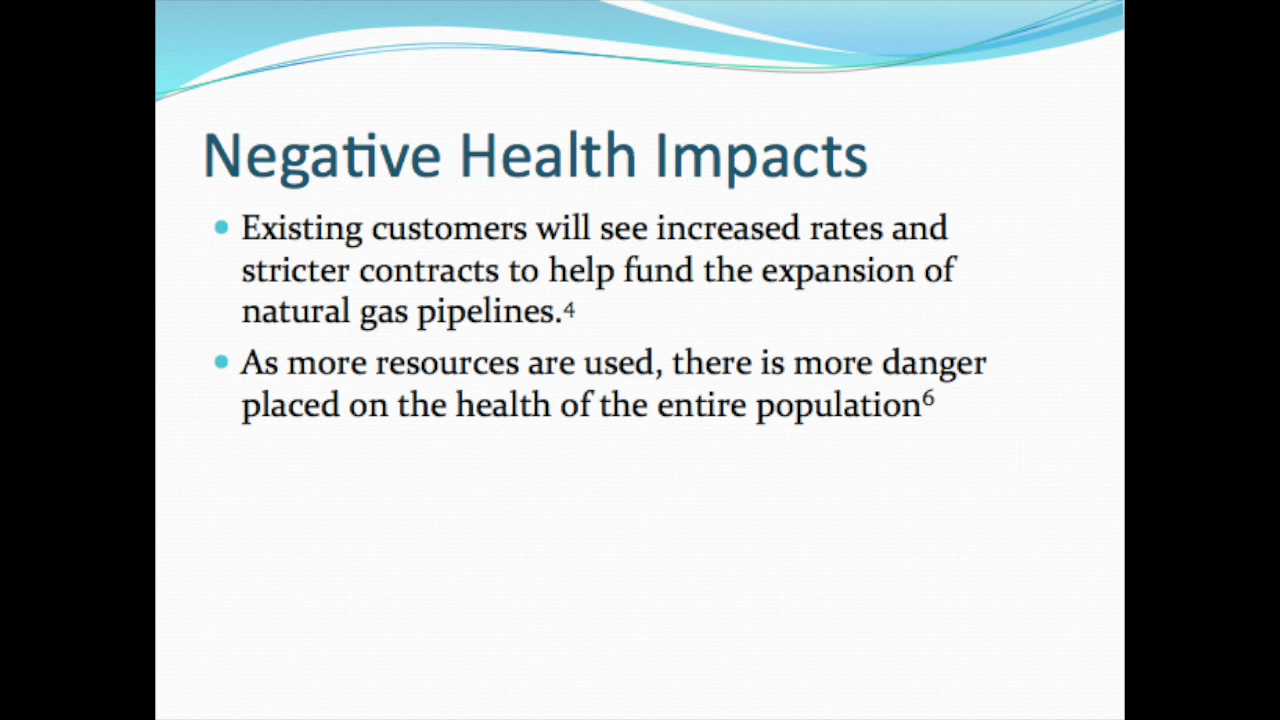 Negative Health Impacts
• Existing customers will see increased rates and
stricter contracts to help fund the expansion of
natural gas pipelines.⁴
• As more resources are used, there is more danger
placed on the health of the entire population⁶